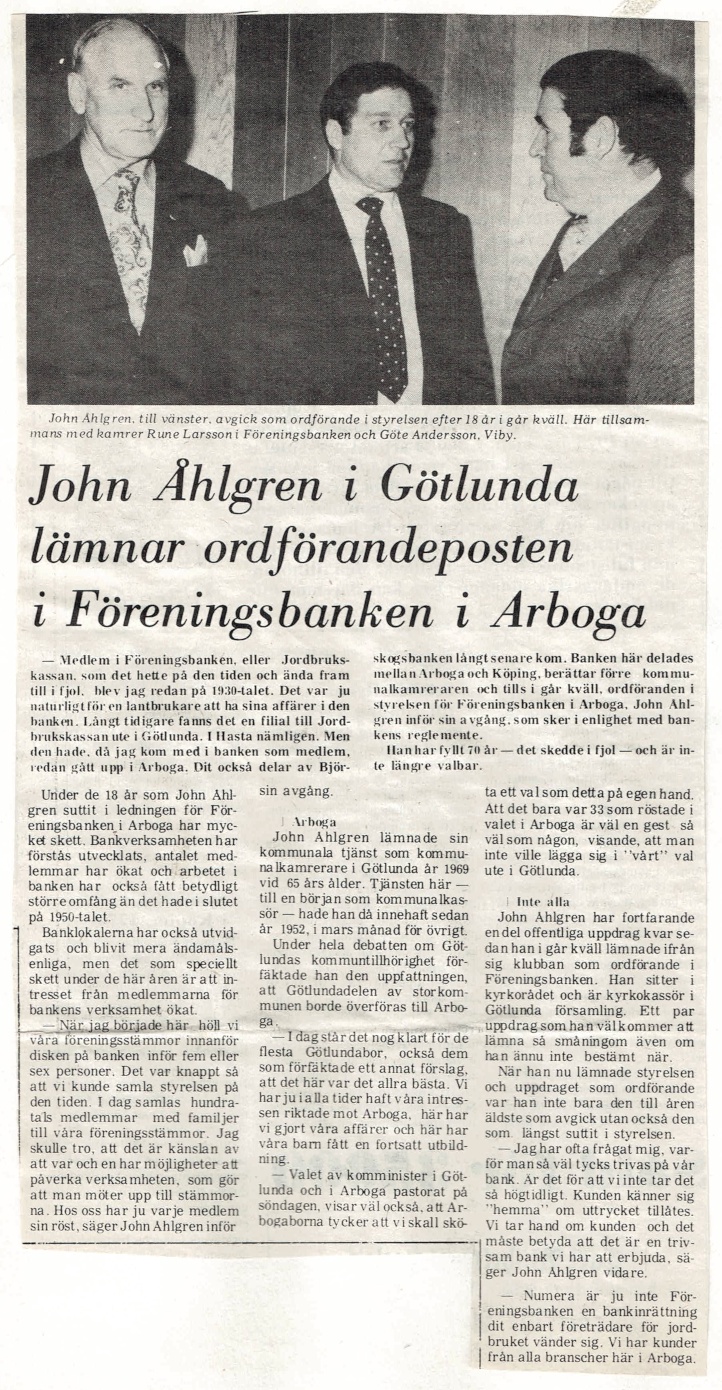 John Ahlgren, till vänster, avgick som ordförande i styrelsen efter 18 år i går kväll. Här tillsam-
mans med kamrer Rune Larsson i Föreningsbanken och Göte Andersson, Viby.
John Åhlgren i Götlunda
lämnar ordförandeposten
i Föreningsbanken i Arboga
— Medlem i Föreningsbanken, eller Jordbruks-
kassan, som det hette på den tiden och ända fram
till i fjol, blev jag redan på 1930-talet. Det var ju
naturligt för en lantbrukare att ha sina affärer i den
banken. Långt tidigare fanns det en filial till Jord-
brukskassan ute i Götlunda. I Hasta nämligen. Men
den hade, då jag kom med i banken som medlem,
redan gått upp i Arboga. Dit också delar av Björ-
skogsbanken långt senare kom. Banken här delades
mellan Arboga och Köping, berättar förre kommu-
nalkamreraren och tills i går kväll, ordföranden i
styrelsen för Föreningsbanken i Arboga, John Ahl-
gren inför sin avgång, som sker i enlighet med ban-
kens reglemente.
Han har fyllt 70 år — det skedde i fjol — och är in-
te längre valbar.
Under de 18 år som John Ahl-
gren suttit i ledningen för För-
eningsbanken i Arboga har myc-
ket skett. Bankverksamheten har
förstås utvecklats, antalet med-
lemmar har ökat och arbetet i
banken har också fått betydligt
större omfång än det hade i slutet
på 1950-talet.
Banklokalerna har också utvid-
gats och blivit mera ändamåls-
enliga, men det som speciellt
skett under de här åren är att in-
tresset från medlemmarna för
bankens verksamhet ökat.
— När jag började här höll vi
våra föreningsstämmor innanför
disken på banken inför fem eller
sex personer. Det var knappt så
att vi kunde samla styrelsen på
den tiden. I dag samlas hundra-
tals medlemmar med familjer
till våra föreningsstämmor. Jag
skulle tro, att det är känslan av
att var och en har möjligheter att
påverka verksamheten, som gör
att man möter upp till stämmor-
na. Hos oss har ju varje medlem
sin röst, säger John Ahlgren inför
sin avgång.
Arboga
John Ahlgren lämnade sin
kommunala tjänst som kommu-
nalkamrerare i Götlunda år 1969
vid 65 års ålder. Tjänsten här —
till en början som kommunalkas-
sör — hade han då innehaft sedan
år 1952, i mars månad för övrigt.
Under hela debatten om Göt-
lundas kommuntillhörighet för-
fäktade han den uppfattningen,
att Götlundadelen av storkom-
munen borde överföras till Arbo-
ga.
— I dag står det nog klart för de
flesta Götlundabor, också dem
som förfäktade ett annat förslag,
att det här var det allra bästa. Vi
har ju i alla tider haft våra intres-
sen riktade mot Arboga, här har
vi gjort våra affärer och här har
våra barn fått en fortsatt utbild-
ning.
— Valet av komminister i Göt-
lunda och i Arboga pastorat på
söndagen, visar väl också, att Ar-
bogaborna tycker att vi skall skö-
ta ett val som detta på egen hand.
Att det bara var 33 som röstade i
valet i Arboga är väl en gest så
väl som någon, visande, att man
inte ville lägga sig i "vårt" val
ute i Götlunda.
Inte alla
John Ahlgren har fortfarande
en del offentliga uppdrag kvar se-
dan han i går kväll lämnade ifrån
sig klubban som ordförande i
Föreningsbanken. Han sitter i
kyrkorådet och är kyrkokassör i
Götlunda församling. Ett par
uppdrag som han väl kommer att
lämna så småningom även om
han ännu inte bestämt när.
När han nu lämnade styrelsen
och uppdraget som ordförande
var han inte bara den till åren
äldste som avgick utan också den
som längst suttit i styrelsen.
— Jag har ofta frågat mig, var-
för man så väl tycks trivas på vår
bank. Är det för att vi inte tar det
så högtidligt. Kunden känner sig
"hemma" om uttrycket tillåtes.
Vi tar hand om kunden och det
måste betyda att det är en triv-
sam bank vi har att erbjuda, sä-
ger John Ahlgren vidare.
— Numera är ju inte För-
eningsbanken en bankinrättning
dit enbart företrädare för jord-
bruket vänder sig. Vi har kunder
från alla branscher här i Arboga.